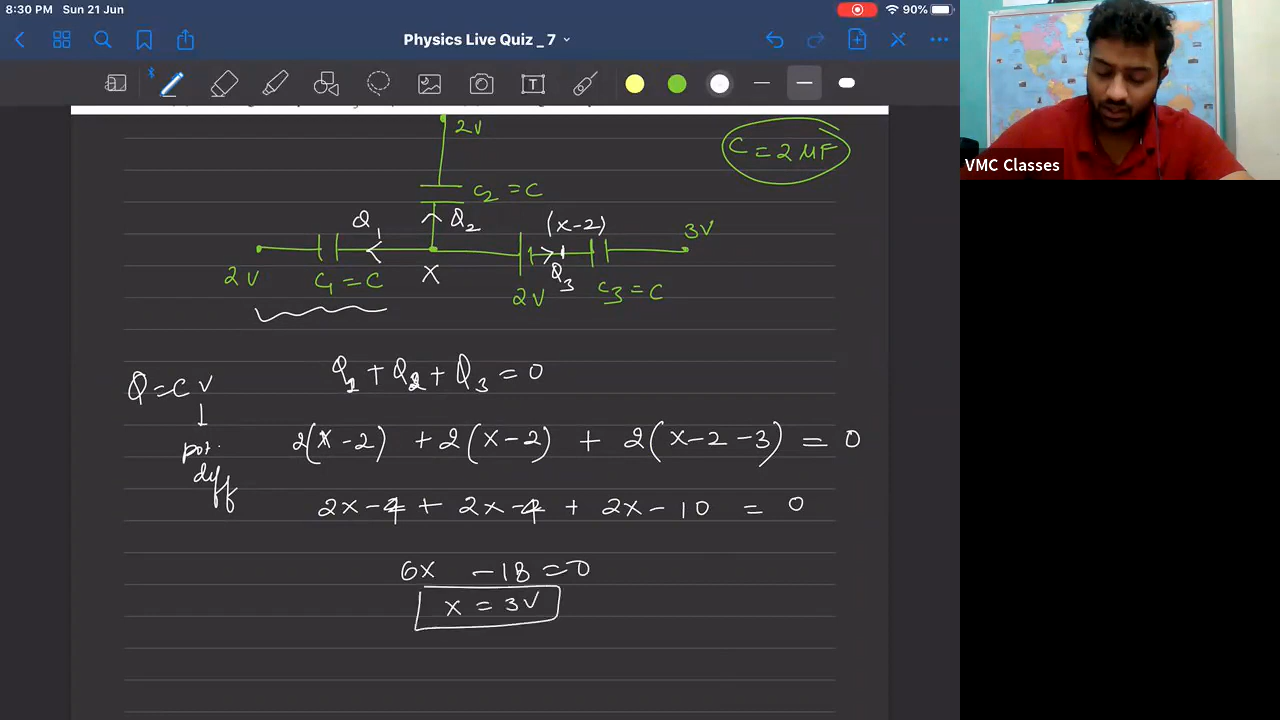 8:30 PM Sun 21 Jun
90%
Physics Live Quiz _ 7
T
VMC Classes
2V
C = 2 MF
C2 = C
Q1
Q2
(x-2)
3V
2V
C1 = C
X
Q3
2V
C3 = C
Q1 + Q2 + Q3 = 0
Q = C V
pot.
diff
2(x - 2) + 2(x - 2) + 2(x - 2 - 3) = 0
2x - 4 + 2x - 4 + 2x - 10 = 0
6x - 18 = 0
x = 3V